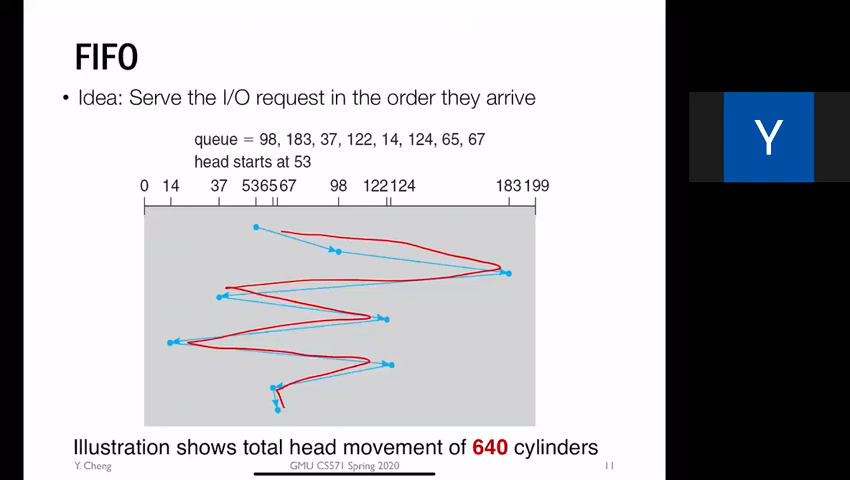 FIFO
• Idea: Serve the I/O request in the order they arrive
queue = 98, 183, 37, 122, 14, 124, 65, 67
head starts at 53
0 14 37 53 65 67 98 122 124 183 199
Illustration shows total head movement of 640 cylinders
Y. Cheng GMU CS571 Spring 2020 11
Y